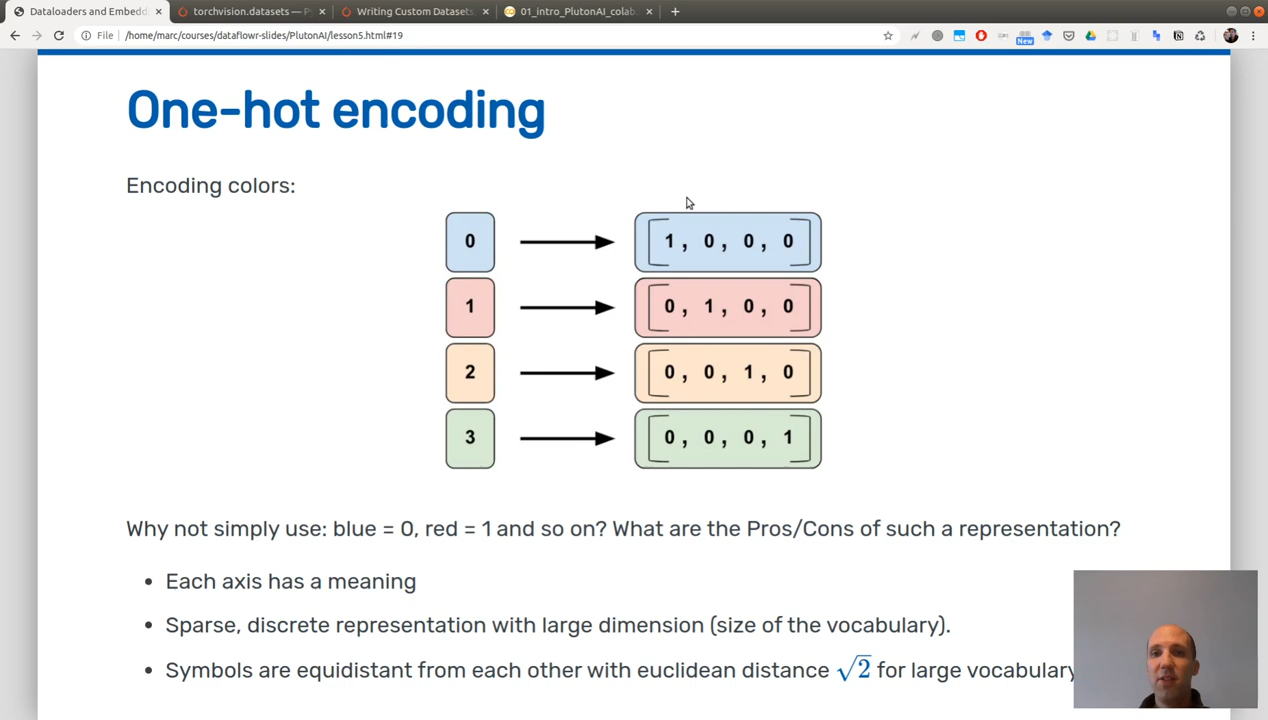 Dataloaders and Embedd
torchvision.datasets —
Writing Custom Datasets,
01_intro_PlutonAI_colab
File
/home/marc/courses/dataflowr-slides/PlutonAI/lesson5.html#19
New
One-hot encoding
Encoding colors:
0
[1, 0, 0, 0]
1
[0, 1, 0, 0]
2
[0, 0, 1, 0]
3
[0, 0, 0, 1]
Why not simply use: blue = 0, red = 1 and so on? What are the Pros/Cons of such a representation?
• Each axis has a meaning
• Sparse, discrete representation with large dimension (size of the vocabulary).
• Symbols are equidistant from each other with euclidean distance √2 for large vocabulary